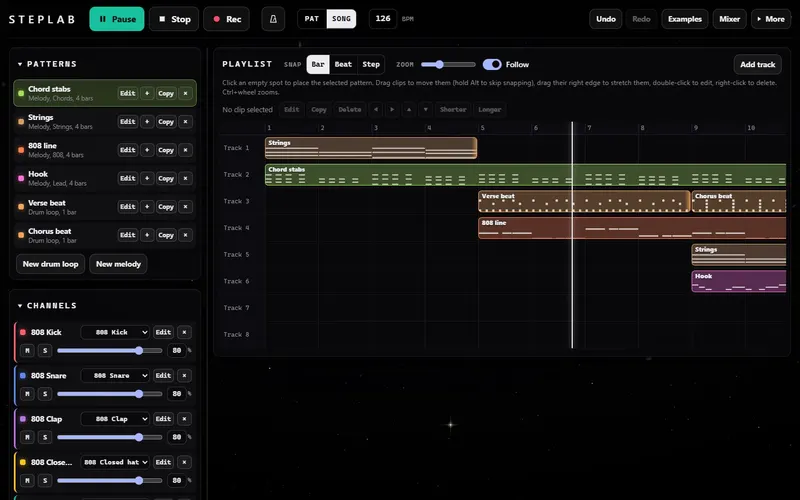 STEPLAB
Pause
Stop
Rec
PAT SONG
126 BPM
Undo
Redo
Examples
Mixer
More
PATTERNS
Chord stabs
Melody, Chords, 4 bars
Edit + Copy ×
Strings
Melody, Strings, 4 bars
Edit + Copy ×
808 line
Melody, 808, 4 bars
Edit + Copy ×
Hook
Melody, Lead, 4 bars
Edit + Copy ×
Verse beat
Drum loop, 1 bar
Edit + Copy ×
Chorus beat
Drum loop, 1 bar
Edit + Copy ×
New drum loop
New melody
CHANNELS
808 Kick 808 Kick Edit ×
M S 80 %
808 Snare 808 Snare Edit ×
M S 80 %
808 Clap 808 Clap Edit ×
M S 80 %
808 Close... 808 Closed hat Edit ×
M S 80 %
PLAYLIST
SNAP Bar Beat Step
ZOOM
Follow
Add track
Click an empty spot to place the selected pattern. Drag clips to move them (hold Alt to skip snapping), drag their right edge to stretch them, double-click to edit, right-click to delete.
Ctrl+wheel zooms.
No clip selected Edit Copy Delete Shorter Longer
1 2 3 4 5 6 7 8 9 10
Track 1 Strings
Track 2 Chord stabs
Track 3 Verse beat Chorus beat
Track 4 808 line
Track 5 Strings
Track 6 Hook
Track 7
Track 8